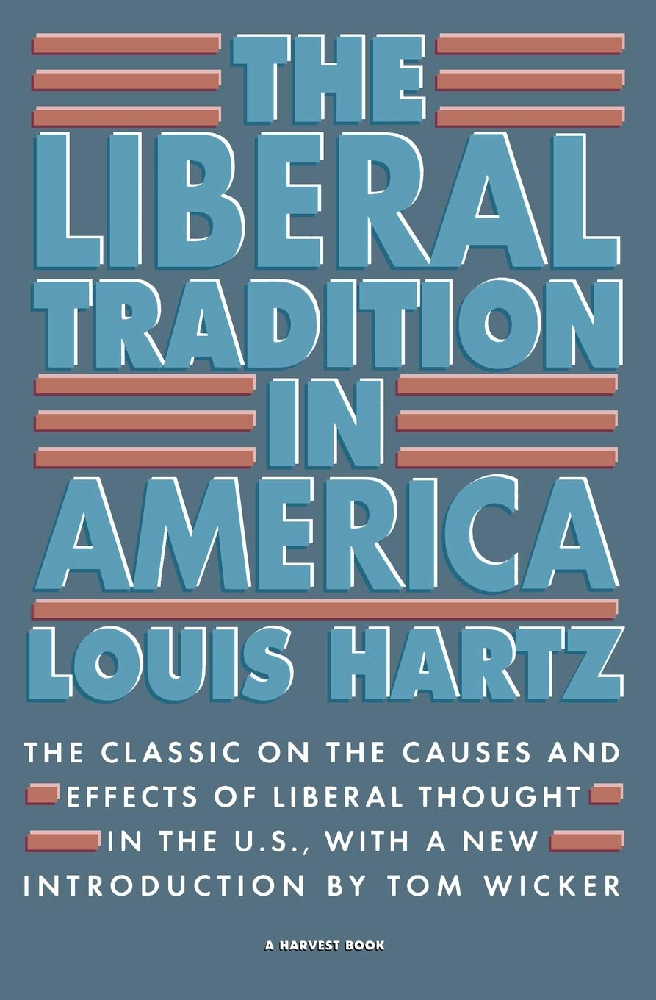 THE
LIBERAL
TRADITION
IN
AMERICA
LOUIS HARTZ
THE CLASSIC ON THE CAUSES AND
EFFECTS OF LIBERAL THOUGHT
IN THE U.S., WITH A NEW
INTRODUCTION BY TOM WICKER
A HARVEST BOOK